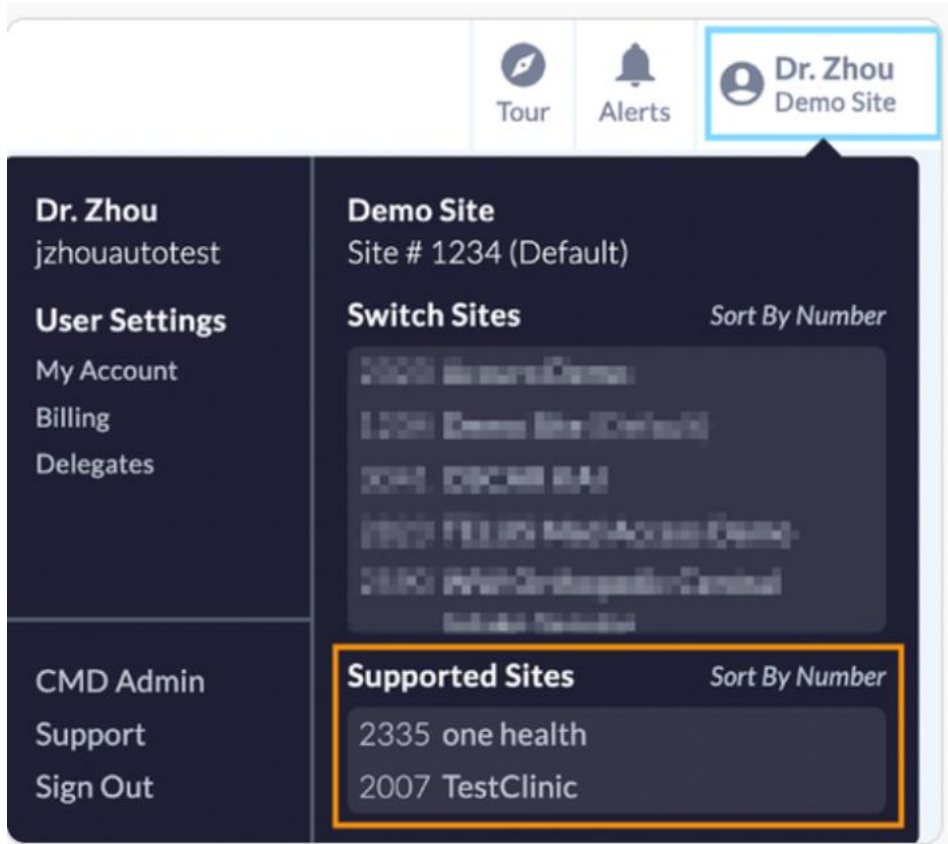 Tour
Alerts
Dr. Zhou
Demo Site
Dr. Zhou
jzhouautotest
User Settings
My Account
Billing
Delegates
CMD Admin
Support
Sign Out
Demo Site
Site # 1234 (Default)
Switch Sites Sort By Number
Supported Sites Sort By Number
2335 one health
2007 TestClinic